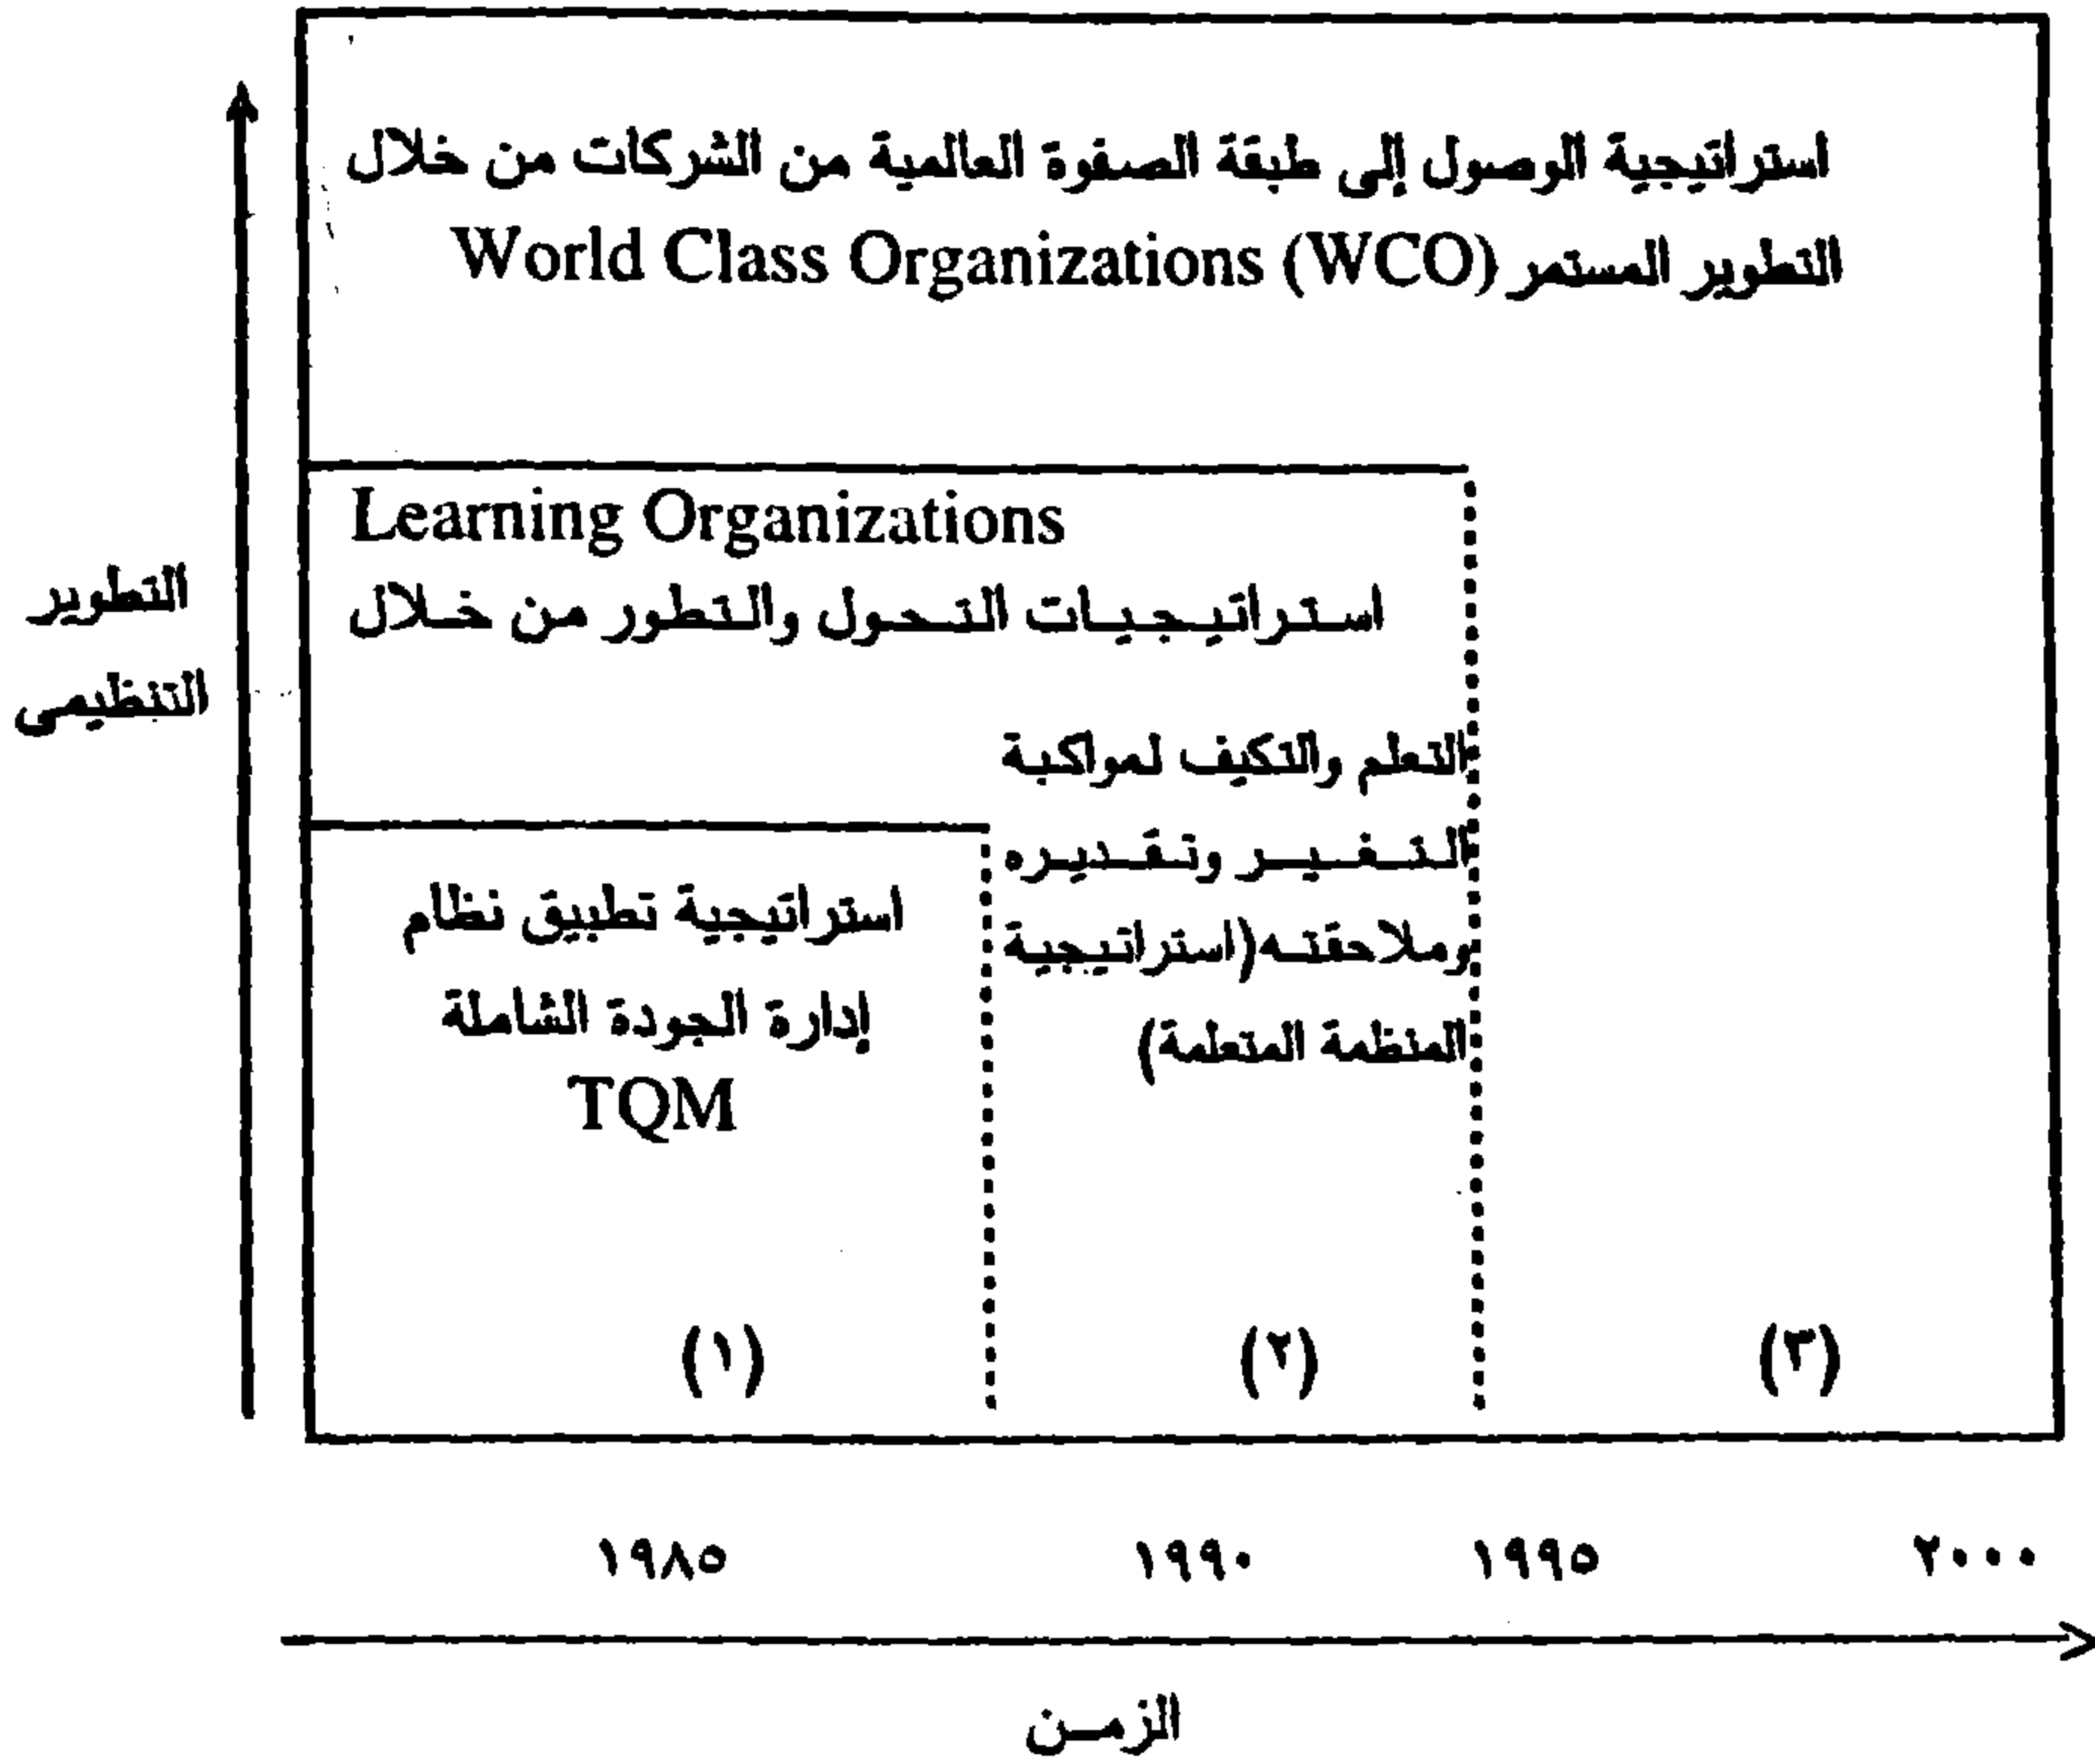 استراتيجية الوصول إلى طبقة الصفوة العالمية من الشركات من خلال
التطوير المستمر World Class Organizations (WCO)
Learning Organizations
استراتيجيات التحول والتطور من خلال
التعلم والتكيف لمواكبة
التغير وتقديره
وملاحقته (استراتيجية
المنظمة المتعلمة)
استراتيجية تطبيق نظام
إدارة الجودة الشاملة
TQM
التطوير
التنظيمى
(١)
(٢)
(٣)
١٩٨٥
١٩٩٠
١٩٩٥
٢٠٠٠
الزمن